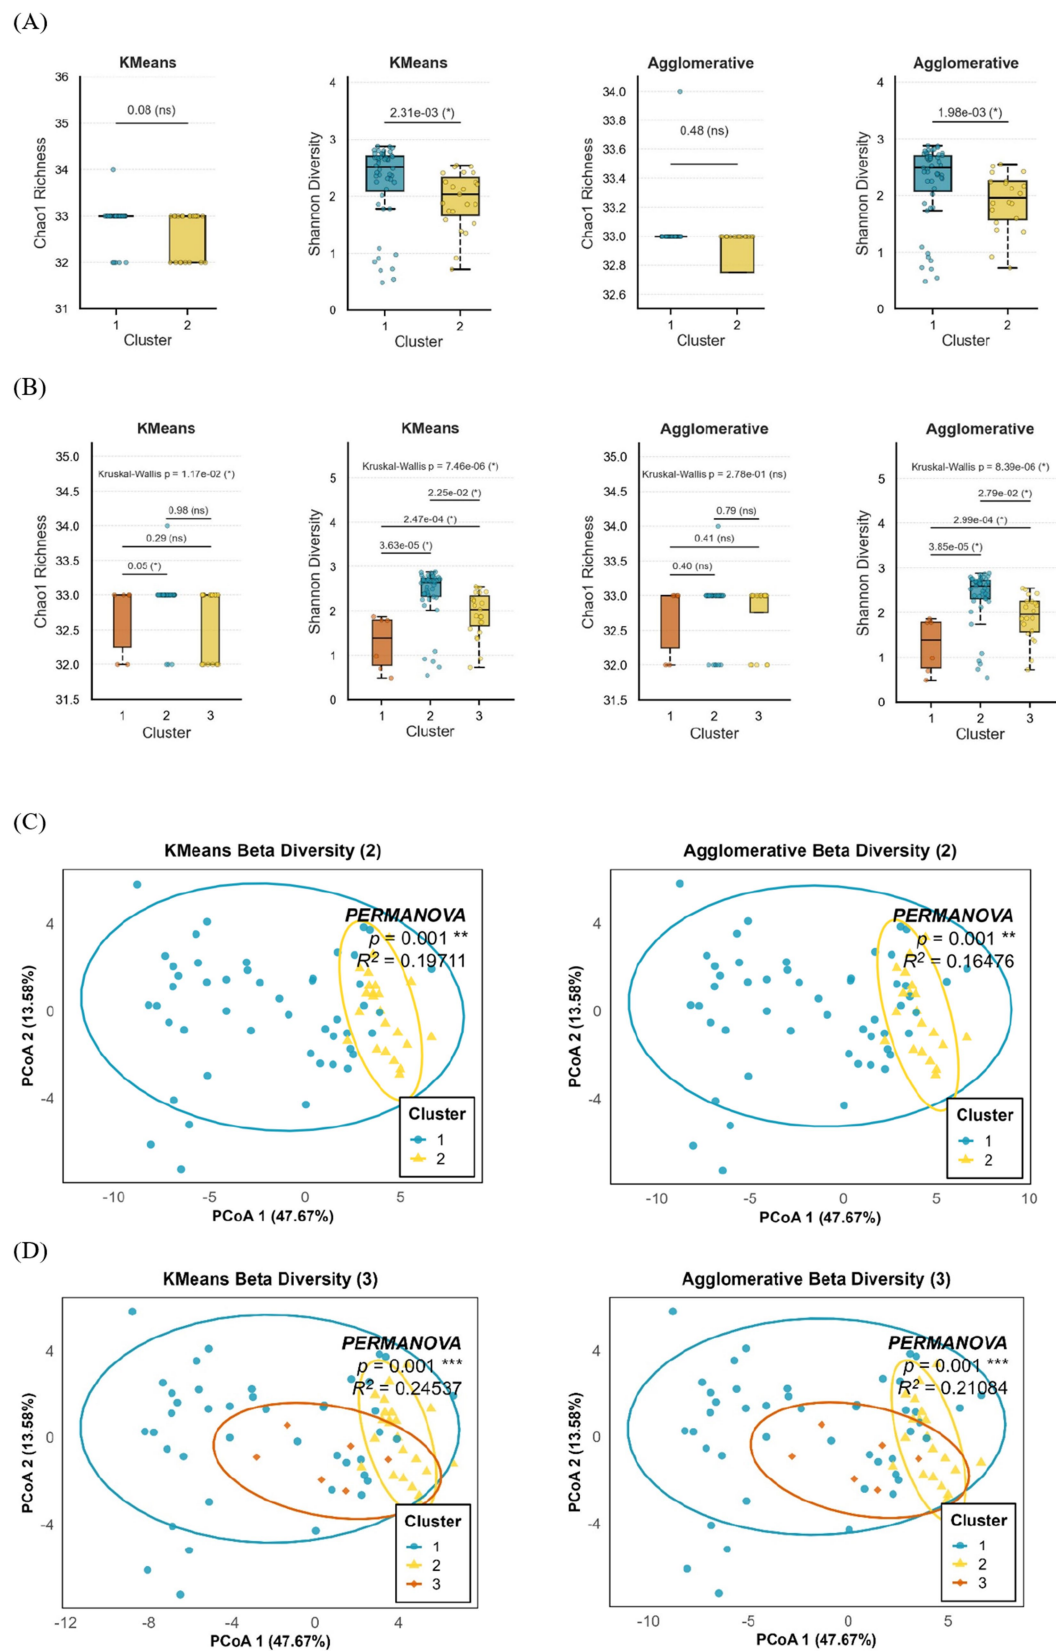 (A)
KMeans
KMeans
Agglomerative
Agglomerative
Chao1 Richness
36
35
34
33
32
31
0.08 (ns)
1
2
Cluster
Shannon Diversity
4
3
2
1
0
2.31e-03 (*)
1
2
Cluster
Chao1 Richness
34.0
33.8
33.6
33.4
33.2
33.0
32.8
32.6
0.48 (ns)
1
2
Cluster
Shannon Diversity
4
3
2
1
0
1.98e-03 (*)
1
2
Cluster
(B)
KMeans
KMeans
Agglomerative
Agglomerative
Chao1 Richness
35.0
34.5
34.0
33.5
33.0
32.5
32.0
31.5
Kruskal-Wallis p = 1.17e-02 (*)
0.98 (ns)
0.29 (ns)
0.05 (*)
1
2
3
Cluster
Shannon Diversity
5
4
3
2
1
0
Kruskal-Wallis p = 7.46e-06 (*)
2.25e-02 (*)
2.47e-04 (*)
3.63e-05 (*)
1
2
3
Cluster
Chao1 Richness
35.0
34.5
34.0
33.5
33.0
32.5
32.0
31.5
Kruskal-Wallis p = 2.78e-01 (ns)
0.79 (ns)
0.41 (ns)
0.40 (ns)
1
2
3
Cluster
Shannon Diversity
5
4
3
2
1
0
Kruskal-Wallis p = 8.39e-06 (*)
2.79e-02 (*)
2.99e-04 (*)
3.85e-05 (*)
1
2
3
Cluster
(C)
KMeans Beta Diversity (2)
PERMANOVA
p = 0.001 **
R² = 0.19711
PCoA 2 (13.58%)
4
0
-4
Cluster
1
2
-10
-5
0
5
PCoA 1 (47.67%)
Agglomerative Beta Diversity (2)
PERMANOVA
p = 0.001 **
R² = 0.16476
PCoA 2 (13.58%)
4
0
-4
Cluster
1
2
-10
-5
0
5
10
PCoA 1 (47.67%)
(D)
KMeans Beta Diversity (3)
PERMANOVA
p = 0.001 ***
R² = 0.24537
PCoA 2 (13.58%)
4
0
-4
Cluster
1
2
3
-12
-8
-4
0
4
PCoA 1 (47.67%)
Agglomerative Beta Diversity (3)
PERMANOVA
p = 0.001 ***
R² = 0.21084
PCoA 2 (13.58%)
4
0
-4
Cluster
1
2
3
-10
-5
0
5
PCoA 1 (47.67%)